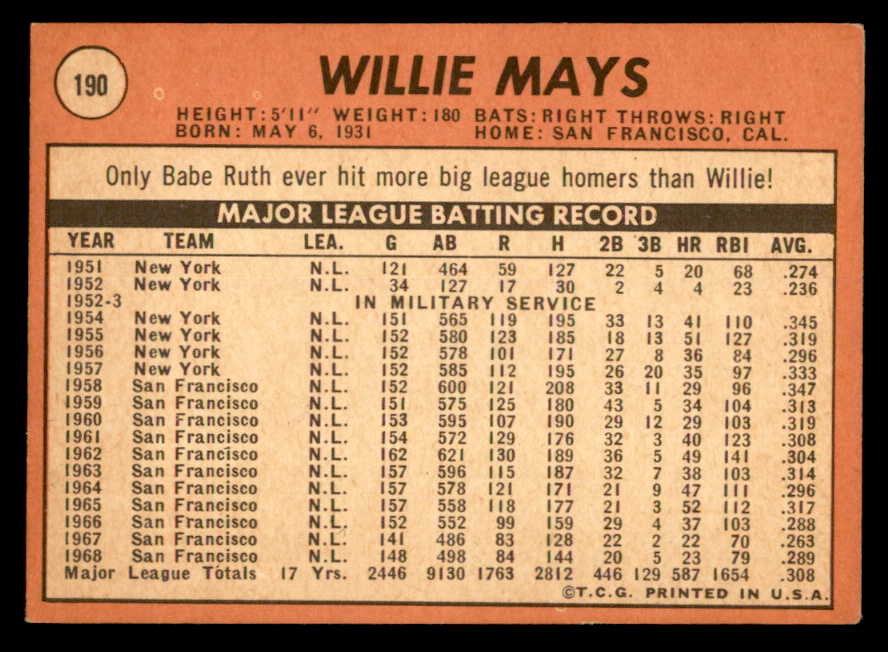 190
WILLIE MAYS
HEIGHT: 5'11" WEIGHT: 180 BATS: RIGHT THROWS: RIGHT
BORN: MAY 6, 1931 HOME: SAN FRANCISCO, CAL.
Only Babe Ruth ever hit more big league homers than Willie!
MAJOR LEAGUE BATTING RECORD
YEAR TEAM LEA. G AB R H 2B 3B HR RBI AVG.
1951 New York N.L. 121 464 59 127 22 5 20 68 .274
1952 New York N.L. 34 127 17 30 2 4 4 23 .236
1952-3 IN MILITARY SERVICE
1954 New York N.L. 151 565 119 195 33 13 41 110 .345
1955 New York N.L. 152 580 123 185 18 13 51 127 .319
1956 New York N.L. 152 578 101 171 27 8 36 84 .296
1957 New York N.L. 152 585 112 195 26 20 35 97 .333
1958 San Francisco N.L. 152 600 121 208 33 11 29 96 .347
1959 San Francisco N.L. 151 575 125 180 43 5 34 104 .313
1960 San Francisco N.L. 153 595 107 190 29 12 29 103 .319
1961 San Francisco N.L. 154 572 129 176 32 3 40 123 .308
1962 San Francisco N.L. 162 621 130 189 36 5 49 141 .304
1963 San Francisco N.L. 157 596 115 187 32 7 38 103 .314
1964 San Francisco N.L. 157 578 121 171 21 9 47 111 .296
1965 San Francisco N.L. 157 558 118 177 21 3 52 112 .317
1966 San Francisco N.L. 152 552 99 159 29 4 37 103 .288
1967 San Francisco N.L. 141 486 83 128 22 2 22 70 .263
1968 San Francisco N.L. 148 498 84 144 20 5 23 79 .289
Major League Totals 17 Yrs. 2446 9130 1763 2812 446 129 587 1654 .308
©T.C.G. PRINTED IN U.S.A.